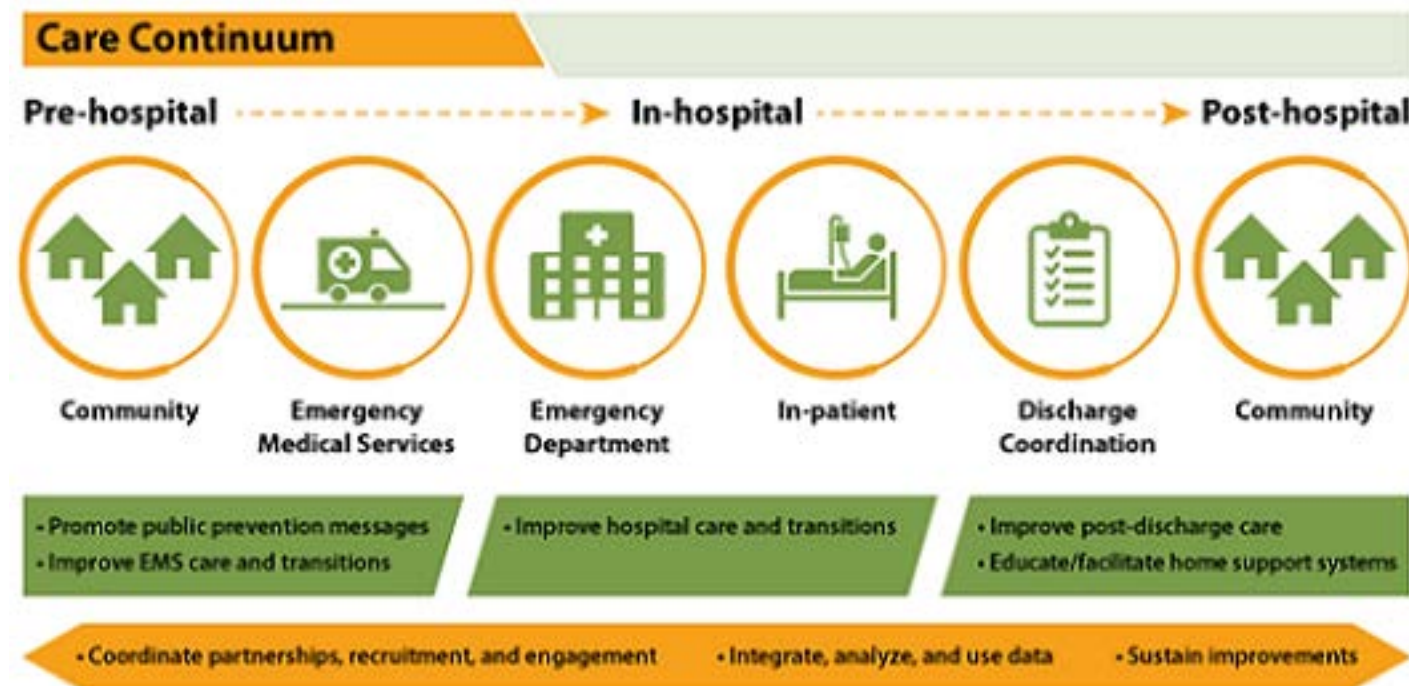 Care Continuum
Pre-hospital
In-hospital
Post-hospital
Community
Emergency
Medical Services
Emergency
Department
In-patient
Discharge
Coordination
Community
• Promote public prevention messages
• Improve EMS care and transitions
• Improve hospital care and transitions
• Improve post-discharge care
• Educate/facilitate home support systems
• Coordinate partnerships, recruitment, and engagement
• Integrate, analyze, and use data
• Sustain improvements